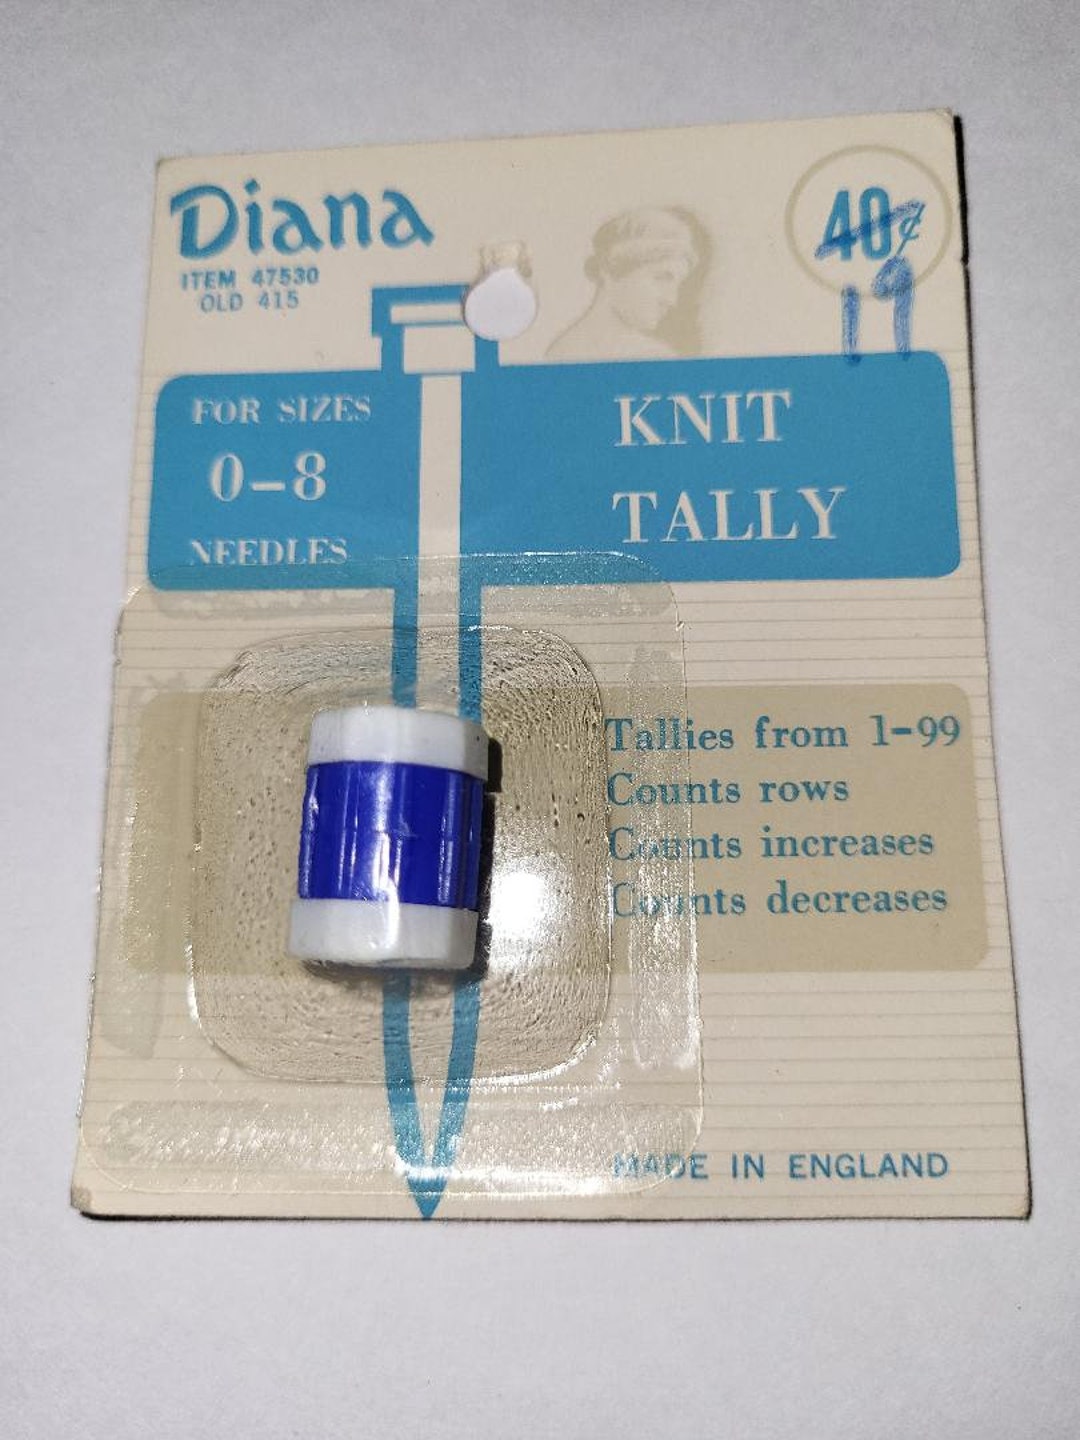 Diana
ITEM 47530
OLD 415
40¢
19
FOR SIZES
0-8
NEEDLES
KNIT
TALLY
Tallies from 1-99
Counts rows
Counts increases
Counts decreases
MADE IN ENGLAND